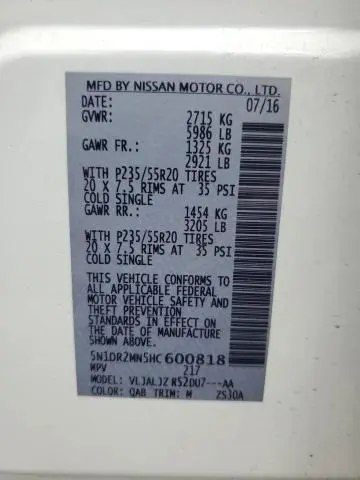 MFD BY NISSAN MOTOR CO., LTD.
DATE: 07/16
GVWR: 2715 KG
5986 LB
GAWR FR.: 1325 KG
2921 LB
WITH P235/55R20 TIRES
20 X 7.5 RIMS AT 35 PSI
COLD SINGLE
GAWR RR.: 1454 KG
3205 LB
WITH P235/55R20 TIRES
20 X 7.5 RIMS AT 35 PSI
COLD SINGLE
THIS VEHICLE CONFORMS TO
ALL APPLICABLE FEDERAL
MOTOR VEHICLE SAFETY AND
THEFT PREVENTION
STANDARDS IN EFFECT ON
THE DATE OF MANUFACTURE
SHOWN ABOVE.
5N1DR2MN5HC600818
MPV 217
MODEL: VLJALJZ R52DU7---AA
COLOR: QAB TRIM: M ZS30A